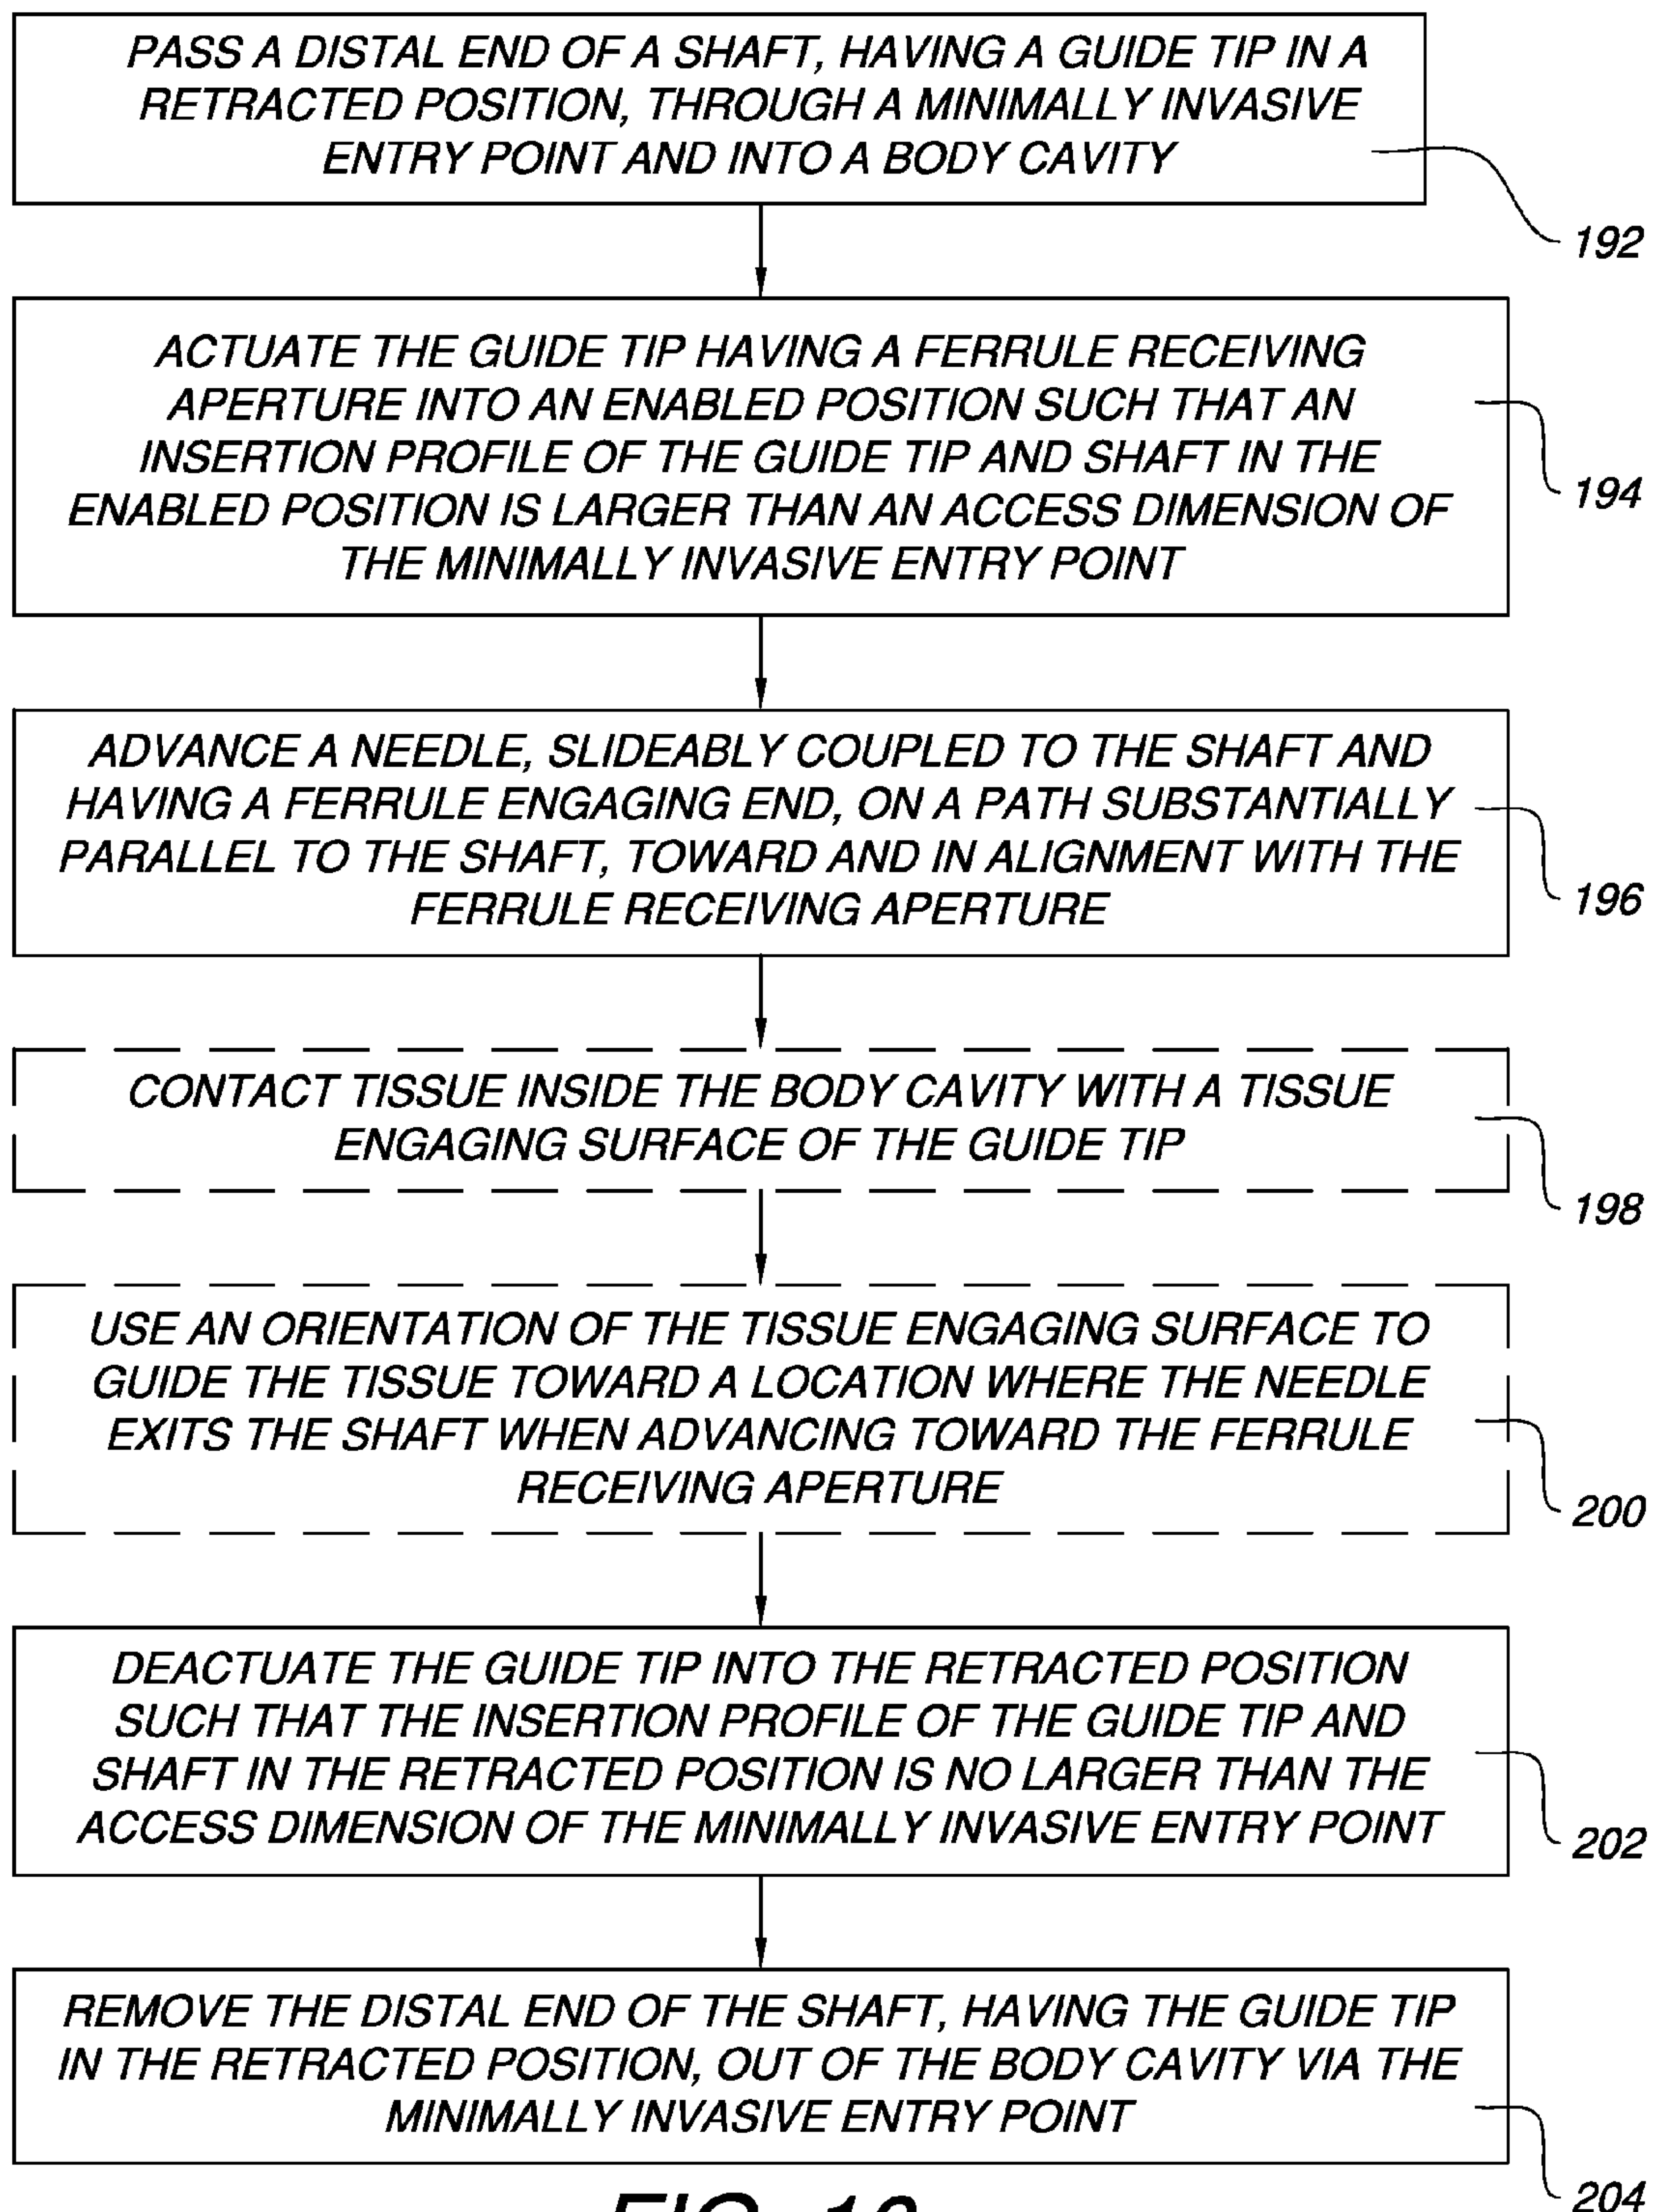 PASS A DISTAL END OF A SHAFT, HAVING A GUIDE TIP IN A
RETRACTED POSITION, THROUGH A MINIMALLY INVASIVE
ENTRY POINT AND INTO A BODY CAVITY
192
ACTUATE THE GUIDE TIP HAVING A FERRULE RECEIVING
APERTURE INTO AN ENABLED POSITION SUCH THAT AN
INSERTION PROFILE OF THE GUIDE TIP AND SHAFT IN THE
ENABLED POSITION IS LARGER THAN AN ACCESS DIMENSION OF
THE MINIMALLY INVASIVE ENTRY POINT
194
ADVANCE A NEEDLE, SLIDEABLY COUPLED TO THE SHAFT AND
HAVING A FERRULE ENGAGING END, ON A PATH SUBSTANTIALLY
PARALLEL TO THE SHAFT, TOWARD AND IN ALIGNMENT WITH THE
FERRULE RECEIVING APERTURE
196
CONTACT TISSUE INSIDE THE BODY CAVITY WITH A TISSUE
ENGAGING SURFACE OF THE GUIDE TIP
198
USE AN ORIENTATION OF THE TISSUE ENGAGING SURFACE TO
GUIDE THE TISSUE TOWARD A LOCATION WHERE THE NEEDLE
EXITS THE SHAFT WHEN ADVANCING TOWARD THE FERRULE
RECEIVING APERTURE
200
DEACTUATE THE GUIDE TIP INTO THE RETRACTED POSITION
SUCH THAT THE INSERTION PROFILE OF THE GUIDE TIP AND
SHAFT IN THE RETRACTED POSITION IS NO LARGER THAN THE
ACCESS DIMENSION OF THE MINIMALLY INVASIVE ENTRY POINT
202
REMOVE THE DISTAL END OF THE SHAFT, HAVING THE GUIDE TIP
IN THE RETRACTED POSITION, OUT OF THE BODY CAVITY VIA THE
MINIMALLY INVASIVE ENTRY POINT
204
FIG.